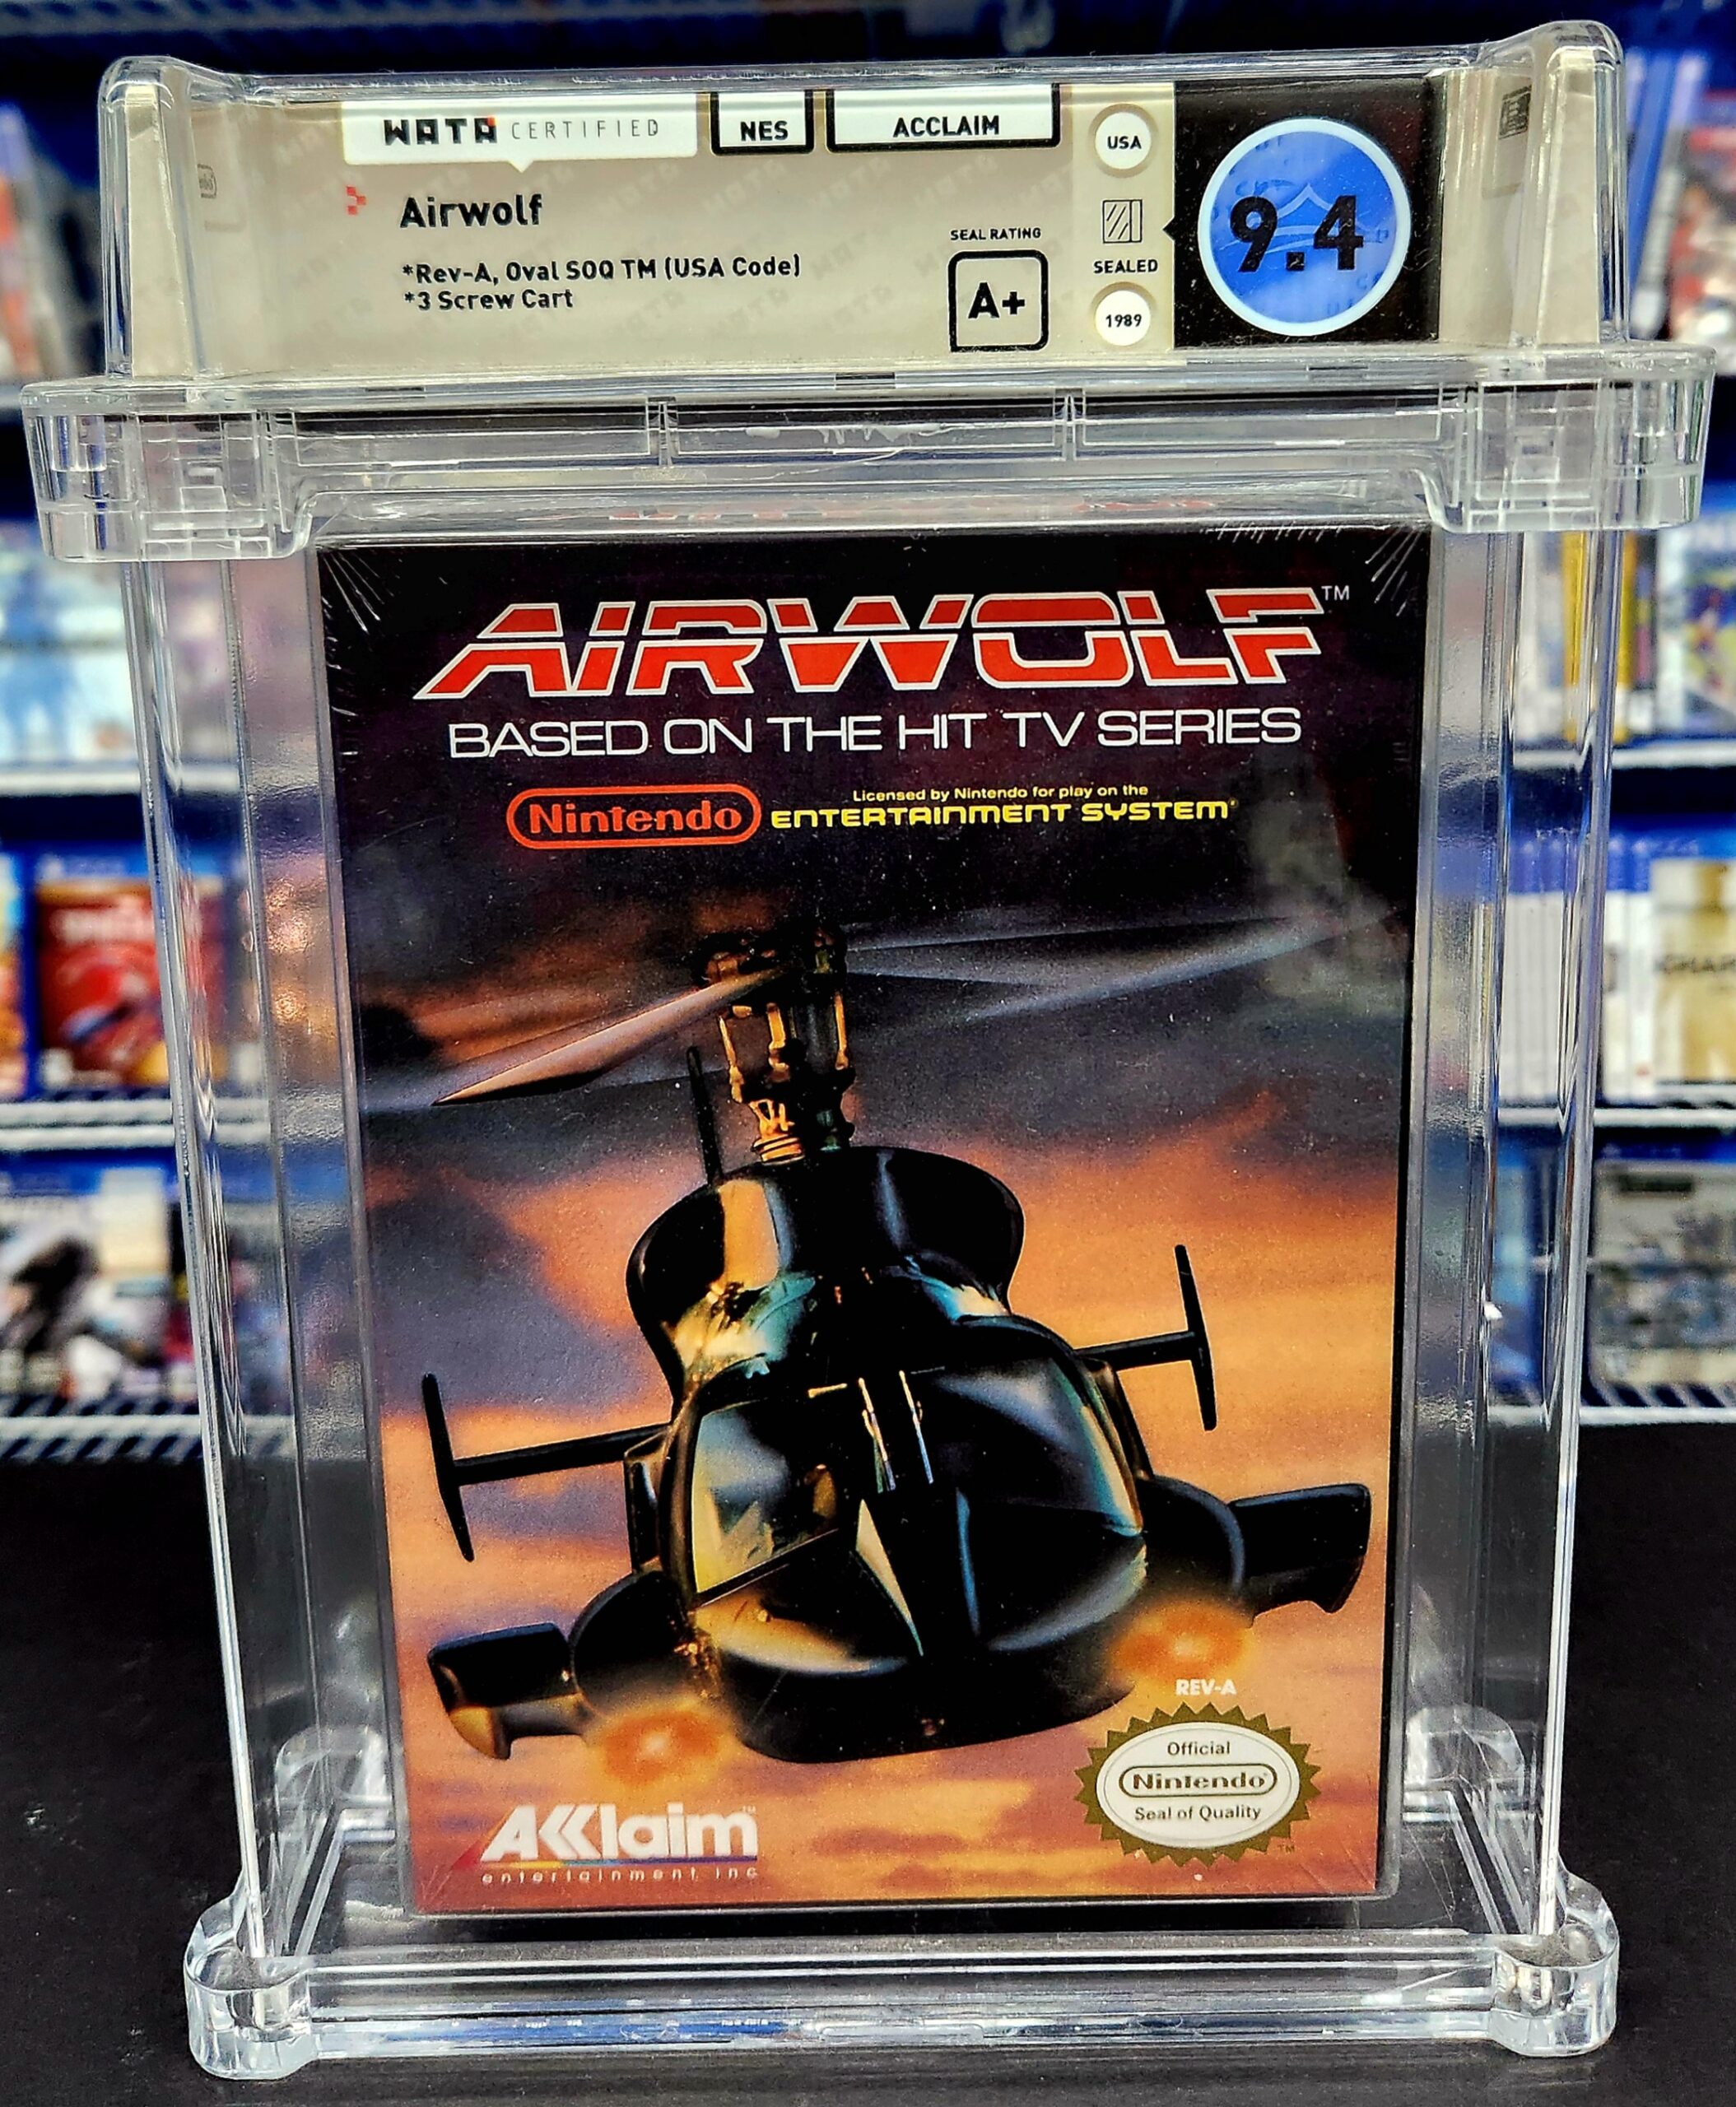 WATA CERTIFIED
NES
ACCLAIM
USA
Airwolf
*Rev-A, Oval SOQ TM (USA Code)
*3 Screw Cart
SEAL RATING
A+
SEALED
1989
9.4
AIRWOLF™
BASED ON THE HIT TV SERIES
Nintendo
Licensed by Nintendo for play on the
ENTERTAINMENT SYSTEM®
REV-A
Official
Nintendo®
Seal of Quality
TM
AKKlaim™
entertainment, inc